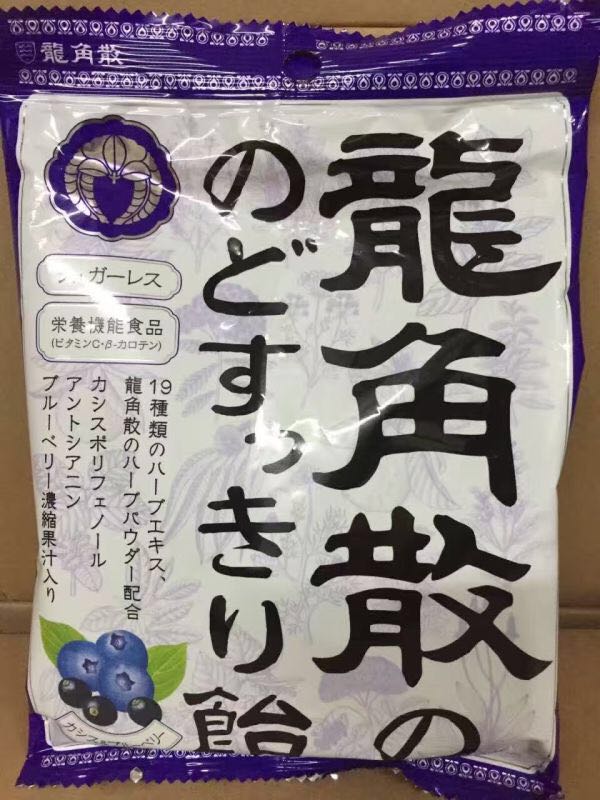 龍角散
龍角散の
のどすっきり飴
シュガーレス
栄養機能食品
(ビタミンC・β-カロテン)
19種類のハーブエキス、
龍角散のハーブパウダー配合
カシスポリフェノール
アントシアニン
ブルーベリー濃縮果汁入り